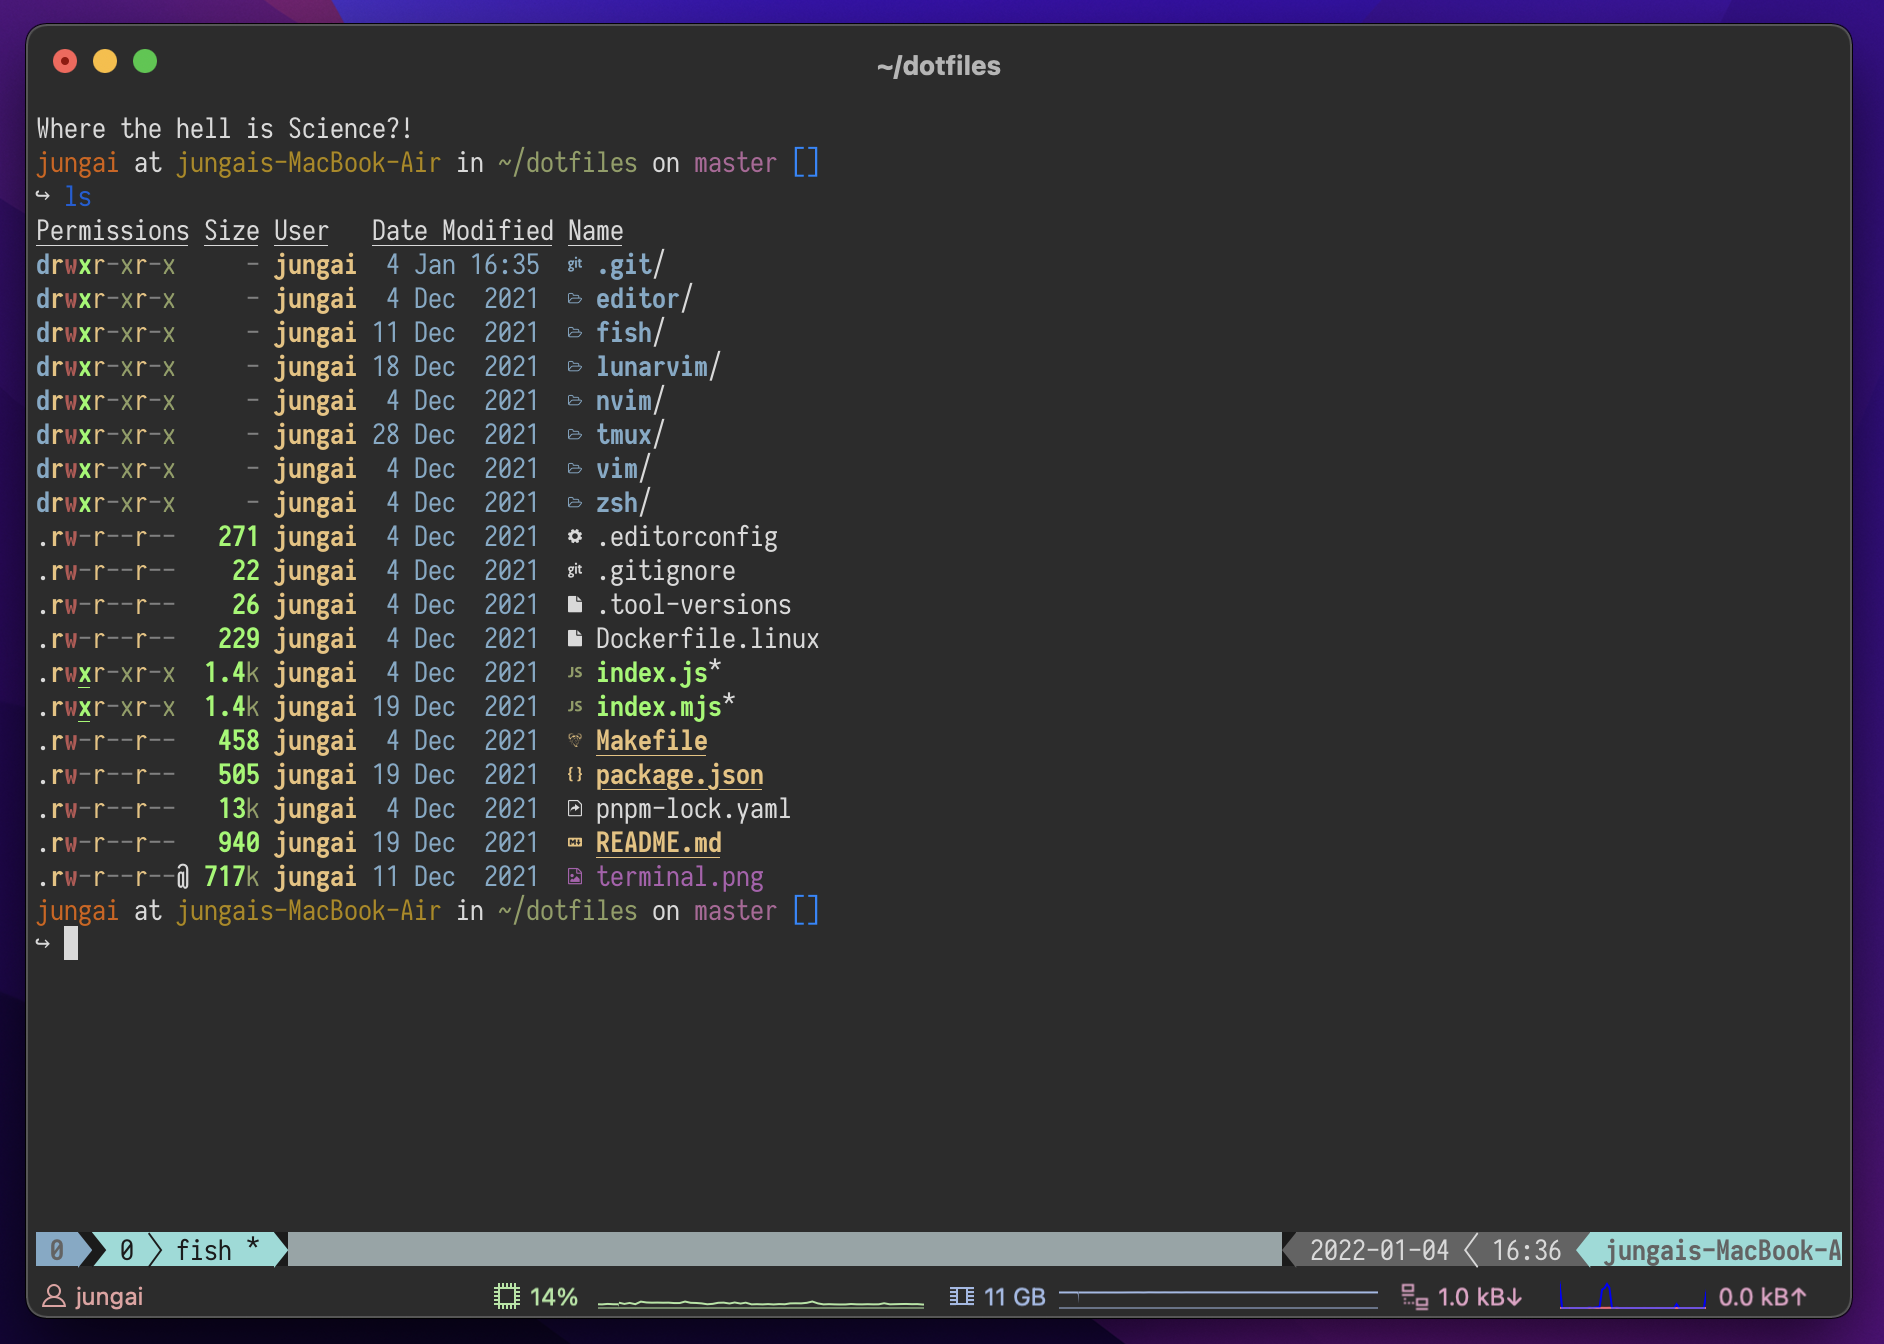 ~/dotfiles
Where the hell is Science?!
jungai at jungais-MacBook-Air in ~/dotfiles on master []
↪ ls
Permissions Size User   Date Modified Name
drwxr-xr-x     - jungai  4 Jan 16:35  git .git/
drwxr-xr-x     - jungai  4 Dec  2021  editor/
drwxr-xr-x     - jungai 11 Dec  2021  fish/
drwxr-xr-x     - jungai 18 Dec  2021  lunarvim/
drwxr-xr-x     - jungai  4 Dec  2021  nvim/
drwxr-xr-x     - jungai 28 Dec  2021  tmux/
drwxr-xr-x     - jungai  4 Dec  2021  vim/
drwxr-xr-x     - jungai  4 Dec  2021  zsh/
.rw-r--r--   271 jungai  4 Dec  2021  .editorconfig
.rw-r--r--    22 jungai  4 Dec  2021  git .gitignore
.rw-r--r--    26 jungai  4 Dec  2021  .tool-versions
.rw-r--r--   229 jungai  4 Dec  2021  Dockerfile.linux
.rwxr-xr-x  1.4k jungai  4 Dec  2021  JS index.js*
.rwxr-xr-x  1.4k jungai 19 Dec  2021  JS index.mjs*
.rw-r--r--   458 jungai  4 Dec  2021  Makefile
.rw-r--r--   505 jungai 19 Dec  2021  {} package.json
.rw-r--r--   13k jungai  4 Dec  2021  pnpm-lock.yaml
.rw-r--r--   940 jungai 19 Dec  2021  README.md
.rw-r--r--@ 717k jungai 11 Dec  2021  terminal.png
jungai at jungais-MacBook-Air in ~/dotfiles on master []
↪
0 0 fish * 2022-01-04 16:36 jungais-MacBook-A
jungai 14% 11 GB 1.0 kB↓ 0.0 kB↑